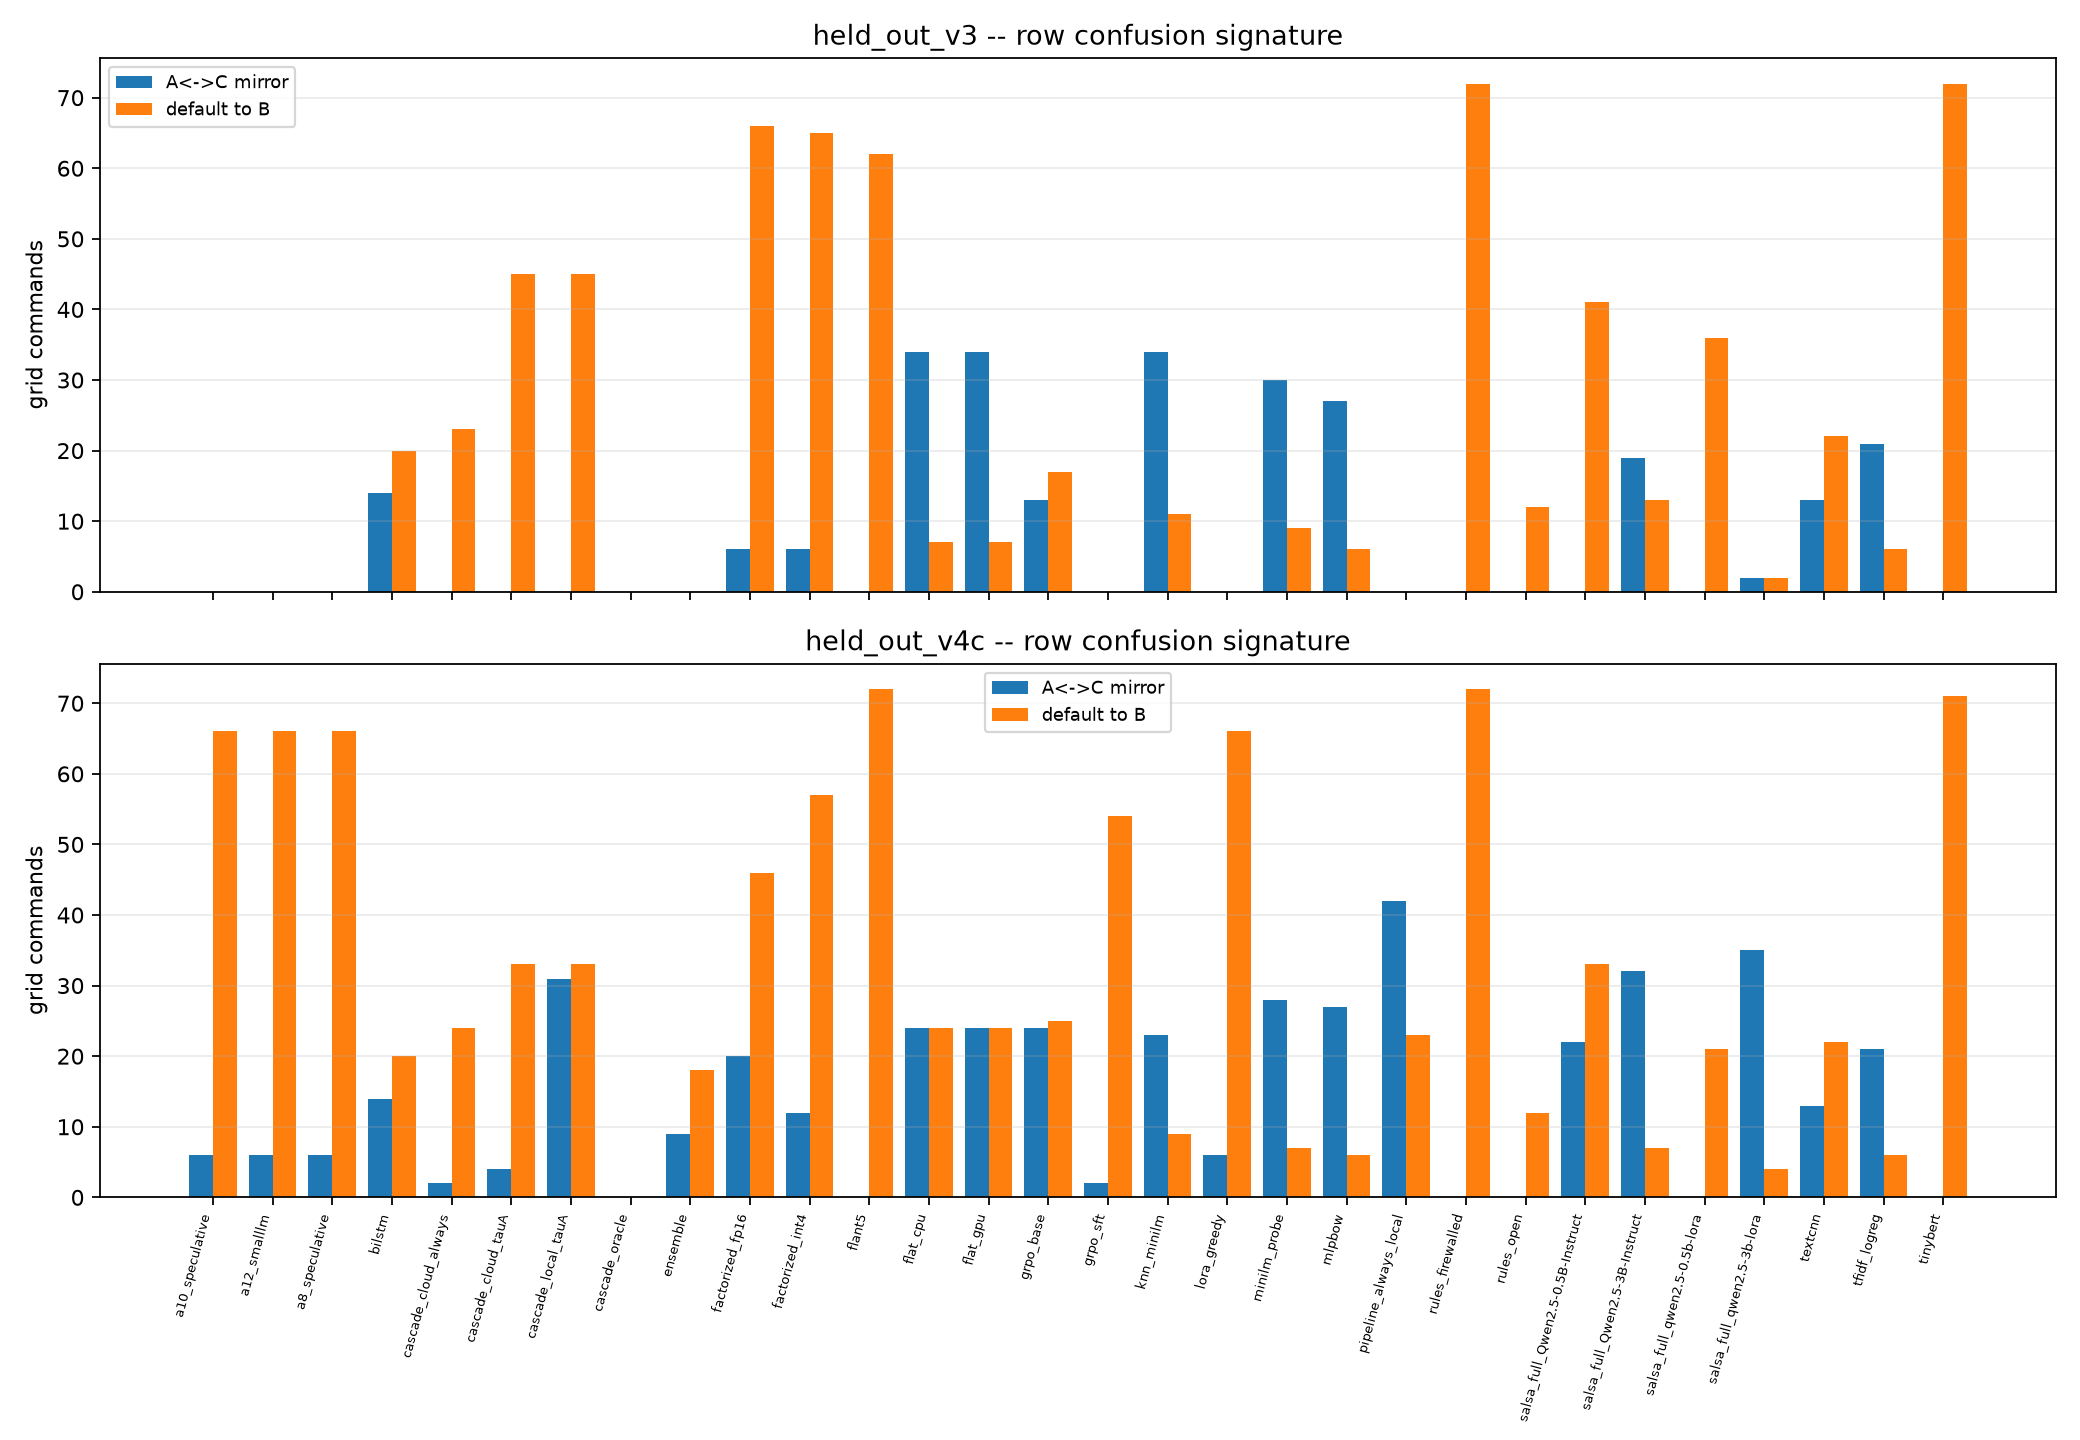 held_out_v3 -- row confusion signature
A<->C mirror
default to B
grid commands
70
60
50
40
30
20
10
0
held_out_v4c -- row confusion signature
A<->C mirror
default to B
grid commands
70
60
50
40
30
20
10
0
a10_speculative
a12_smalllm
a8_speculative
bilstm
cascade_cloud_always
cascade_cloud_tauA
cascade_local_tauA
cascade_oracle
ensemble
factorized_fp16
factorized_int4
flant5
flat_cpu
flat_gpu
grpo_base
grpo_sft
knn_minilm
lora_greedy
minilm_probe
mlpbow
pipeline_always_local
rules_firewalled
rules_open
salsa_full_Qwen2.5-0.5B-Instruct
salsa_full_Qwen2.5-3B-Instruct
salsa_full_qwen2.5-0.5b-lora
salsa_full_qwen2.5-3b-lora
textcnn
tfidf_logreg
tinybert